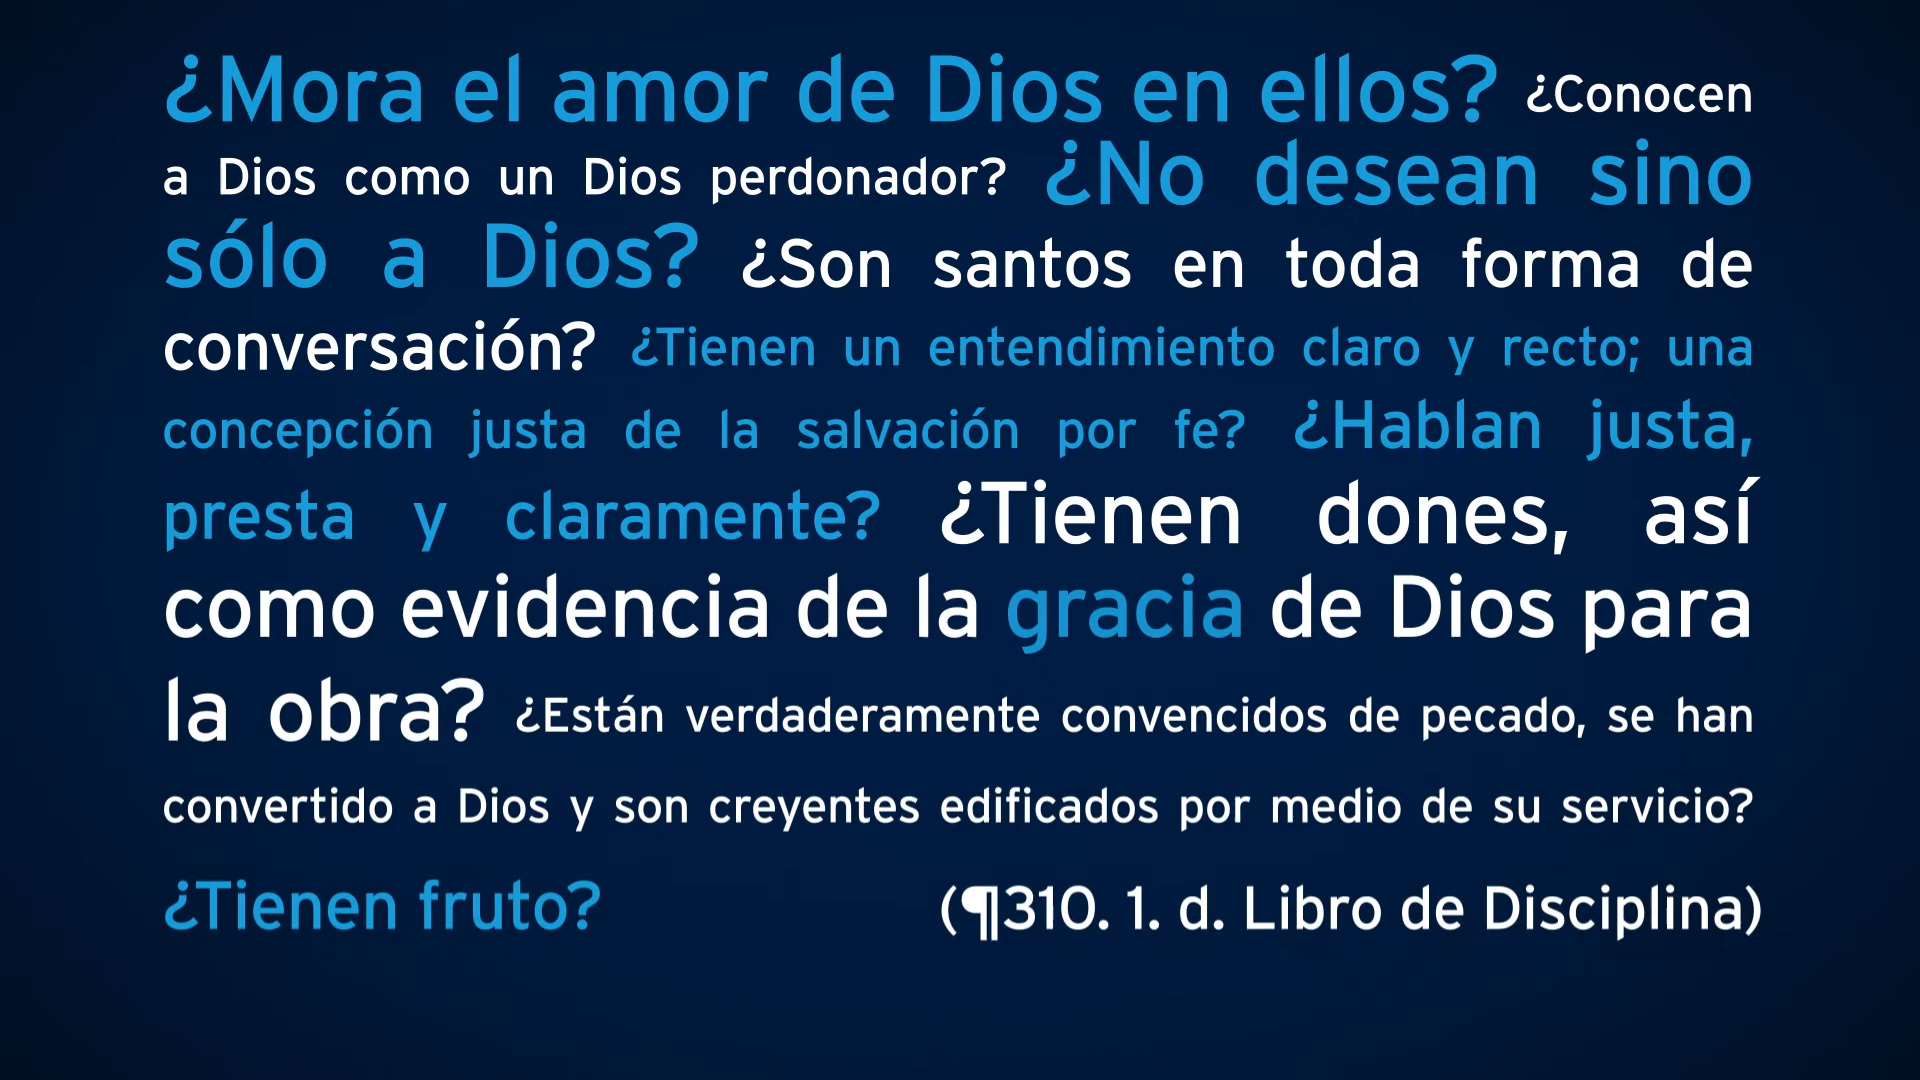 ¿Mora el amor de Dios en ellos? ¿Conocen
a Dios como un Dios perdonador? ¿No desean sino
sólo a Dios? ¿Son santos en toda forma de
conversación? ¿Tienen un entendimiento claro y recto; una
concepción justa de la salvación por fe? ¿Hablan justa,
presta y claramente? ¿Tienen dones, así
como evidencia de la gracia de Dios para
la obra? ¿Están verdaderamente convencidos de pecado, se han
convertido a Dios y son creyentes edificados por medio de su servicio?
¿Tienen fruto? (¶310. 1. d. Libro de Disciplina)